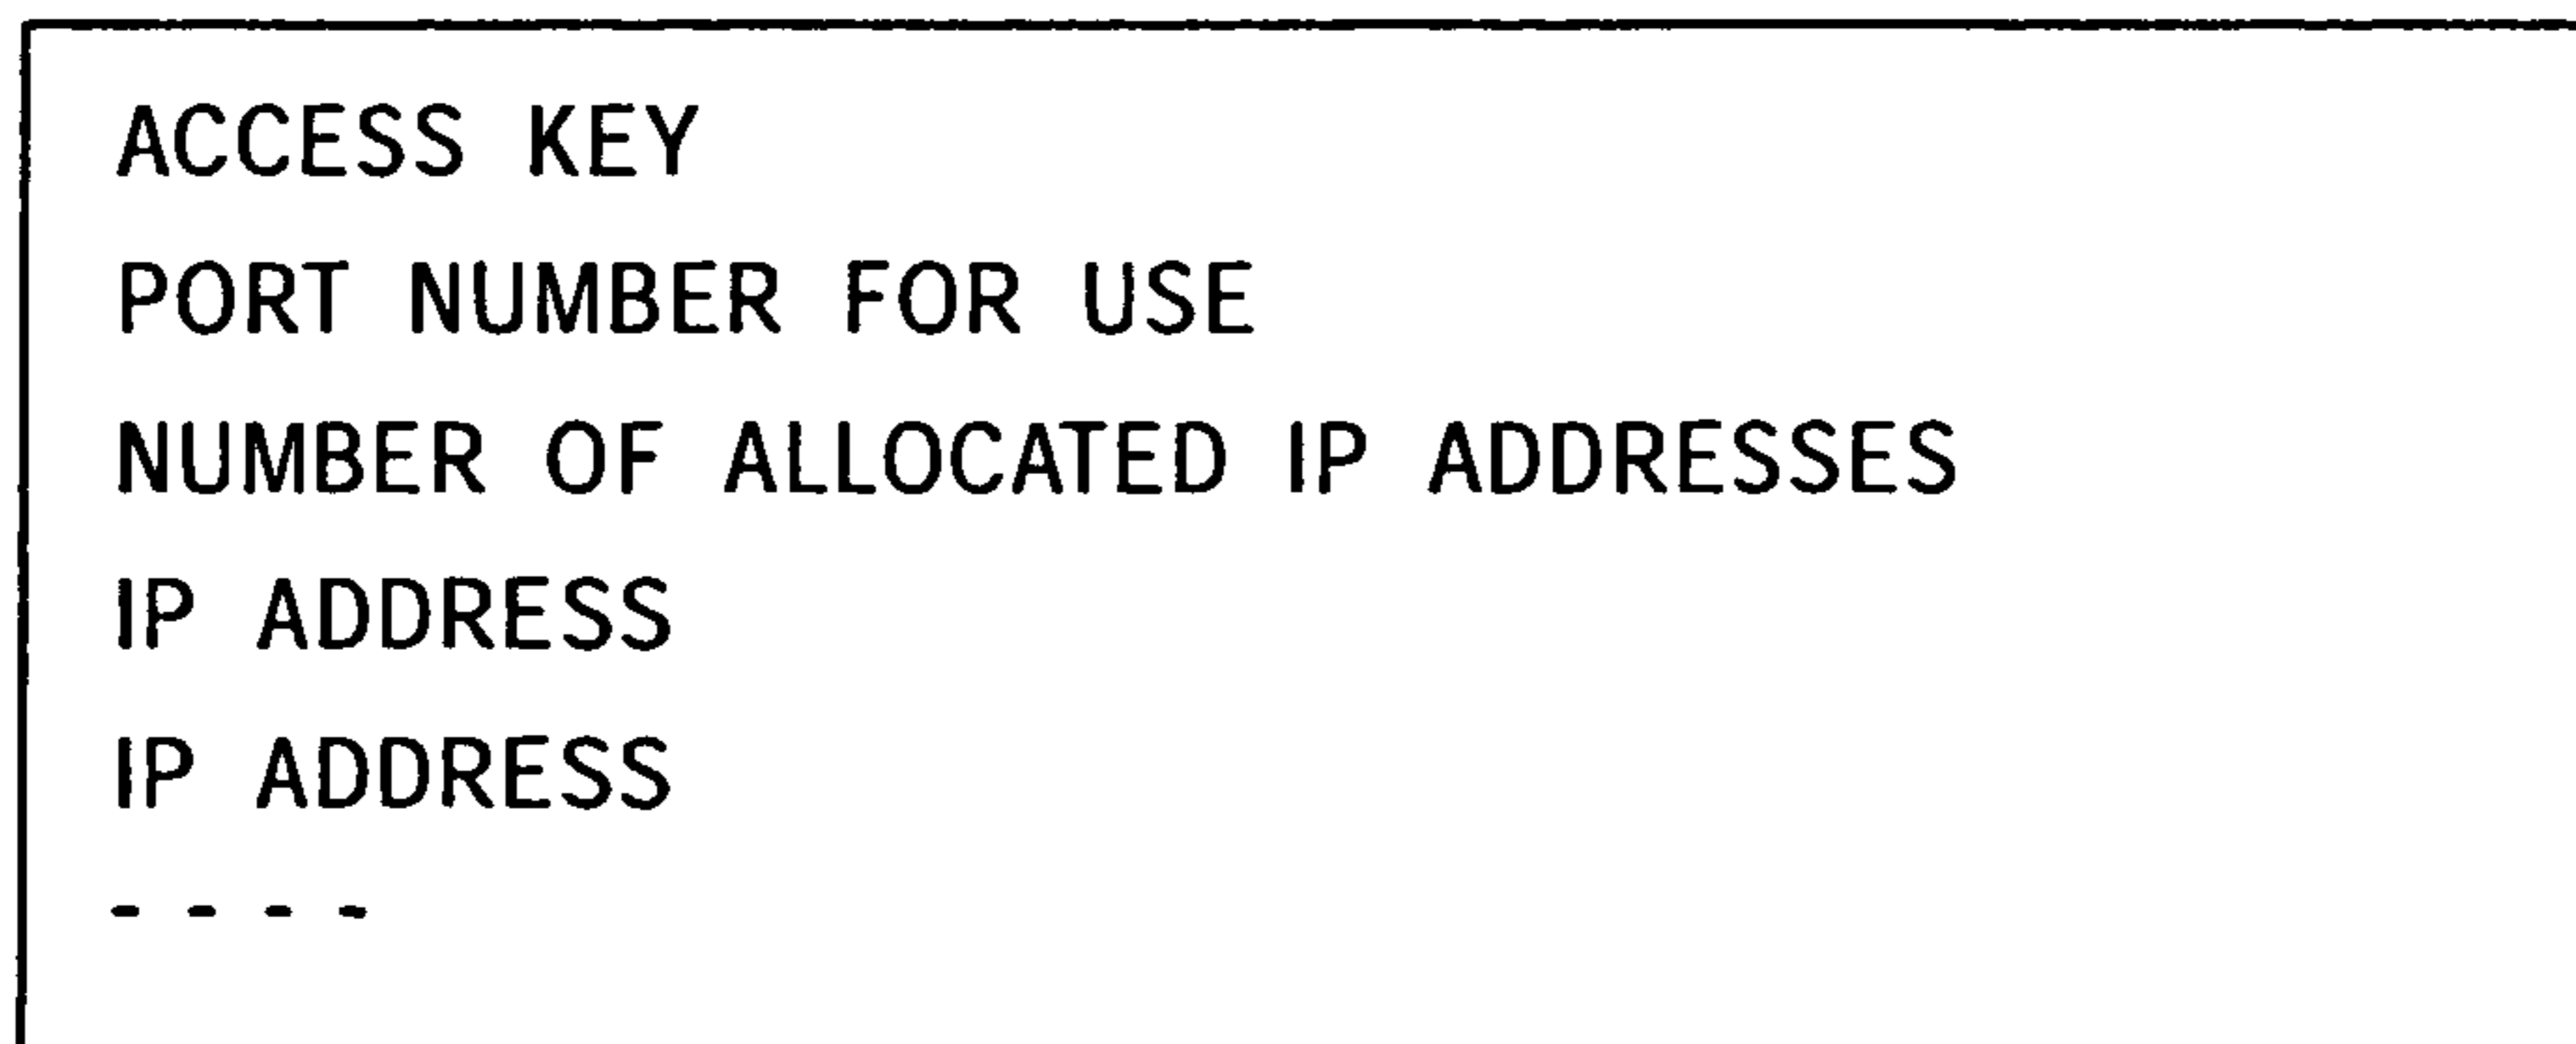 ACCESS KEY
PORT NUMBER FOR USE
NUMBER OF ALLOCATED IP ADDRESSES
IP ADDRESS
IP ADDRESS
- - - -